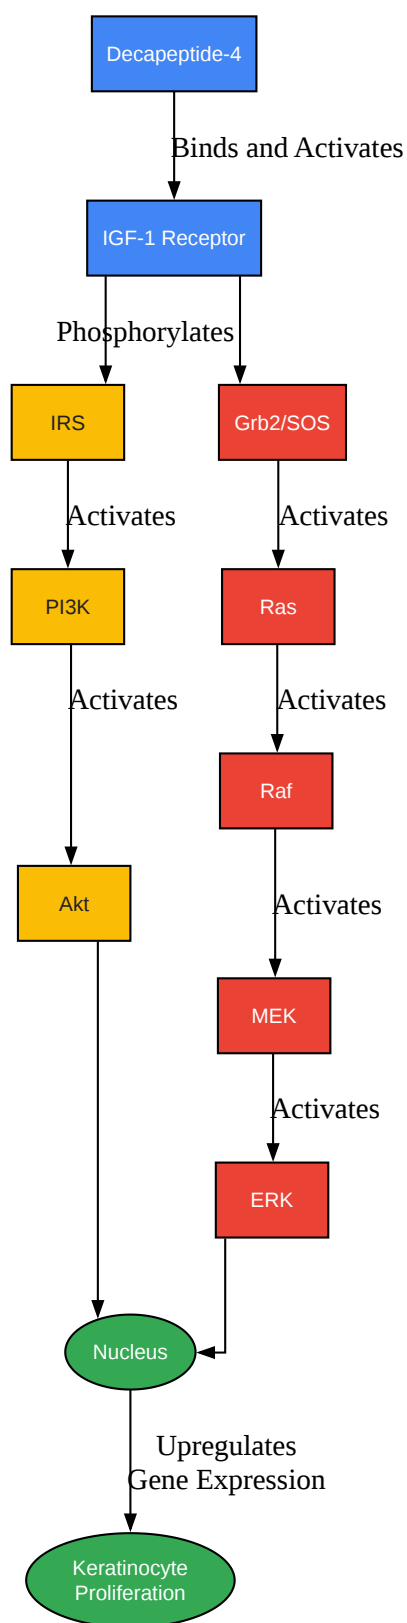 Decapeptide-4
Binds and Activates
IGF-1 Receptor
Phosphorylates
IRS
Grb2/SOS
Activates
Activates
PI3K
Ras
Activates
Activates
Raf
Akt
Activates
MEK
Activates
ERK
Nucleus
Upregulates
Gene Expression
Keratinocyte
Proliferation